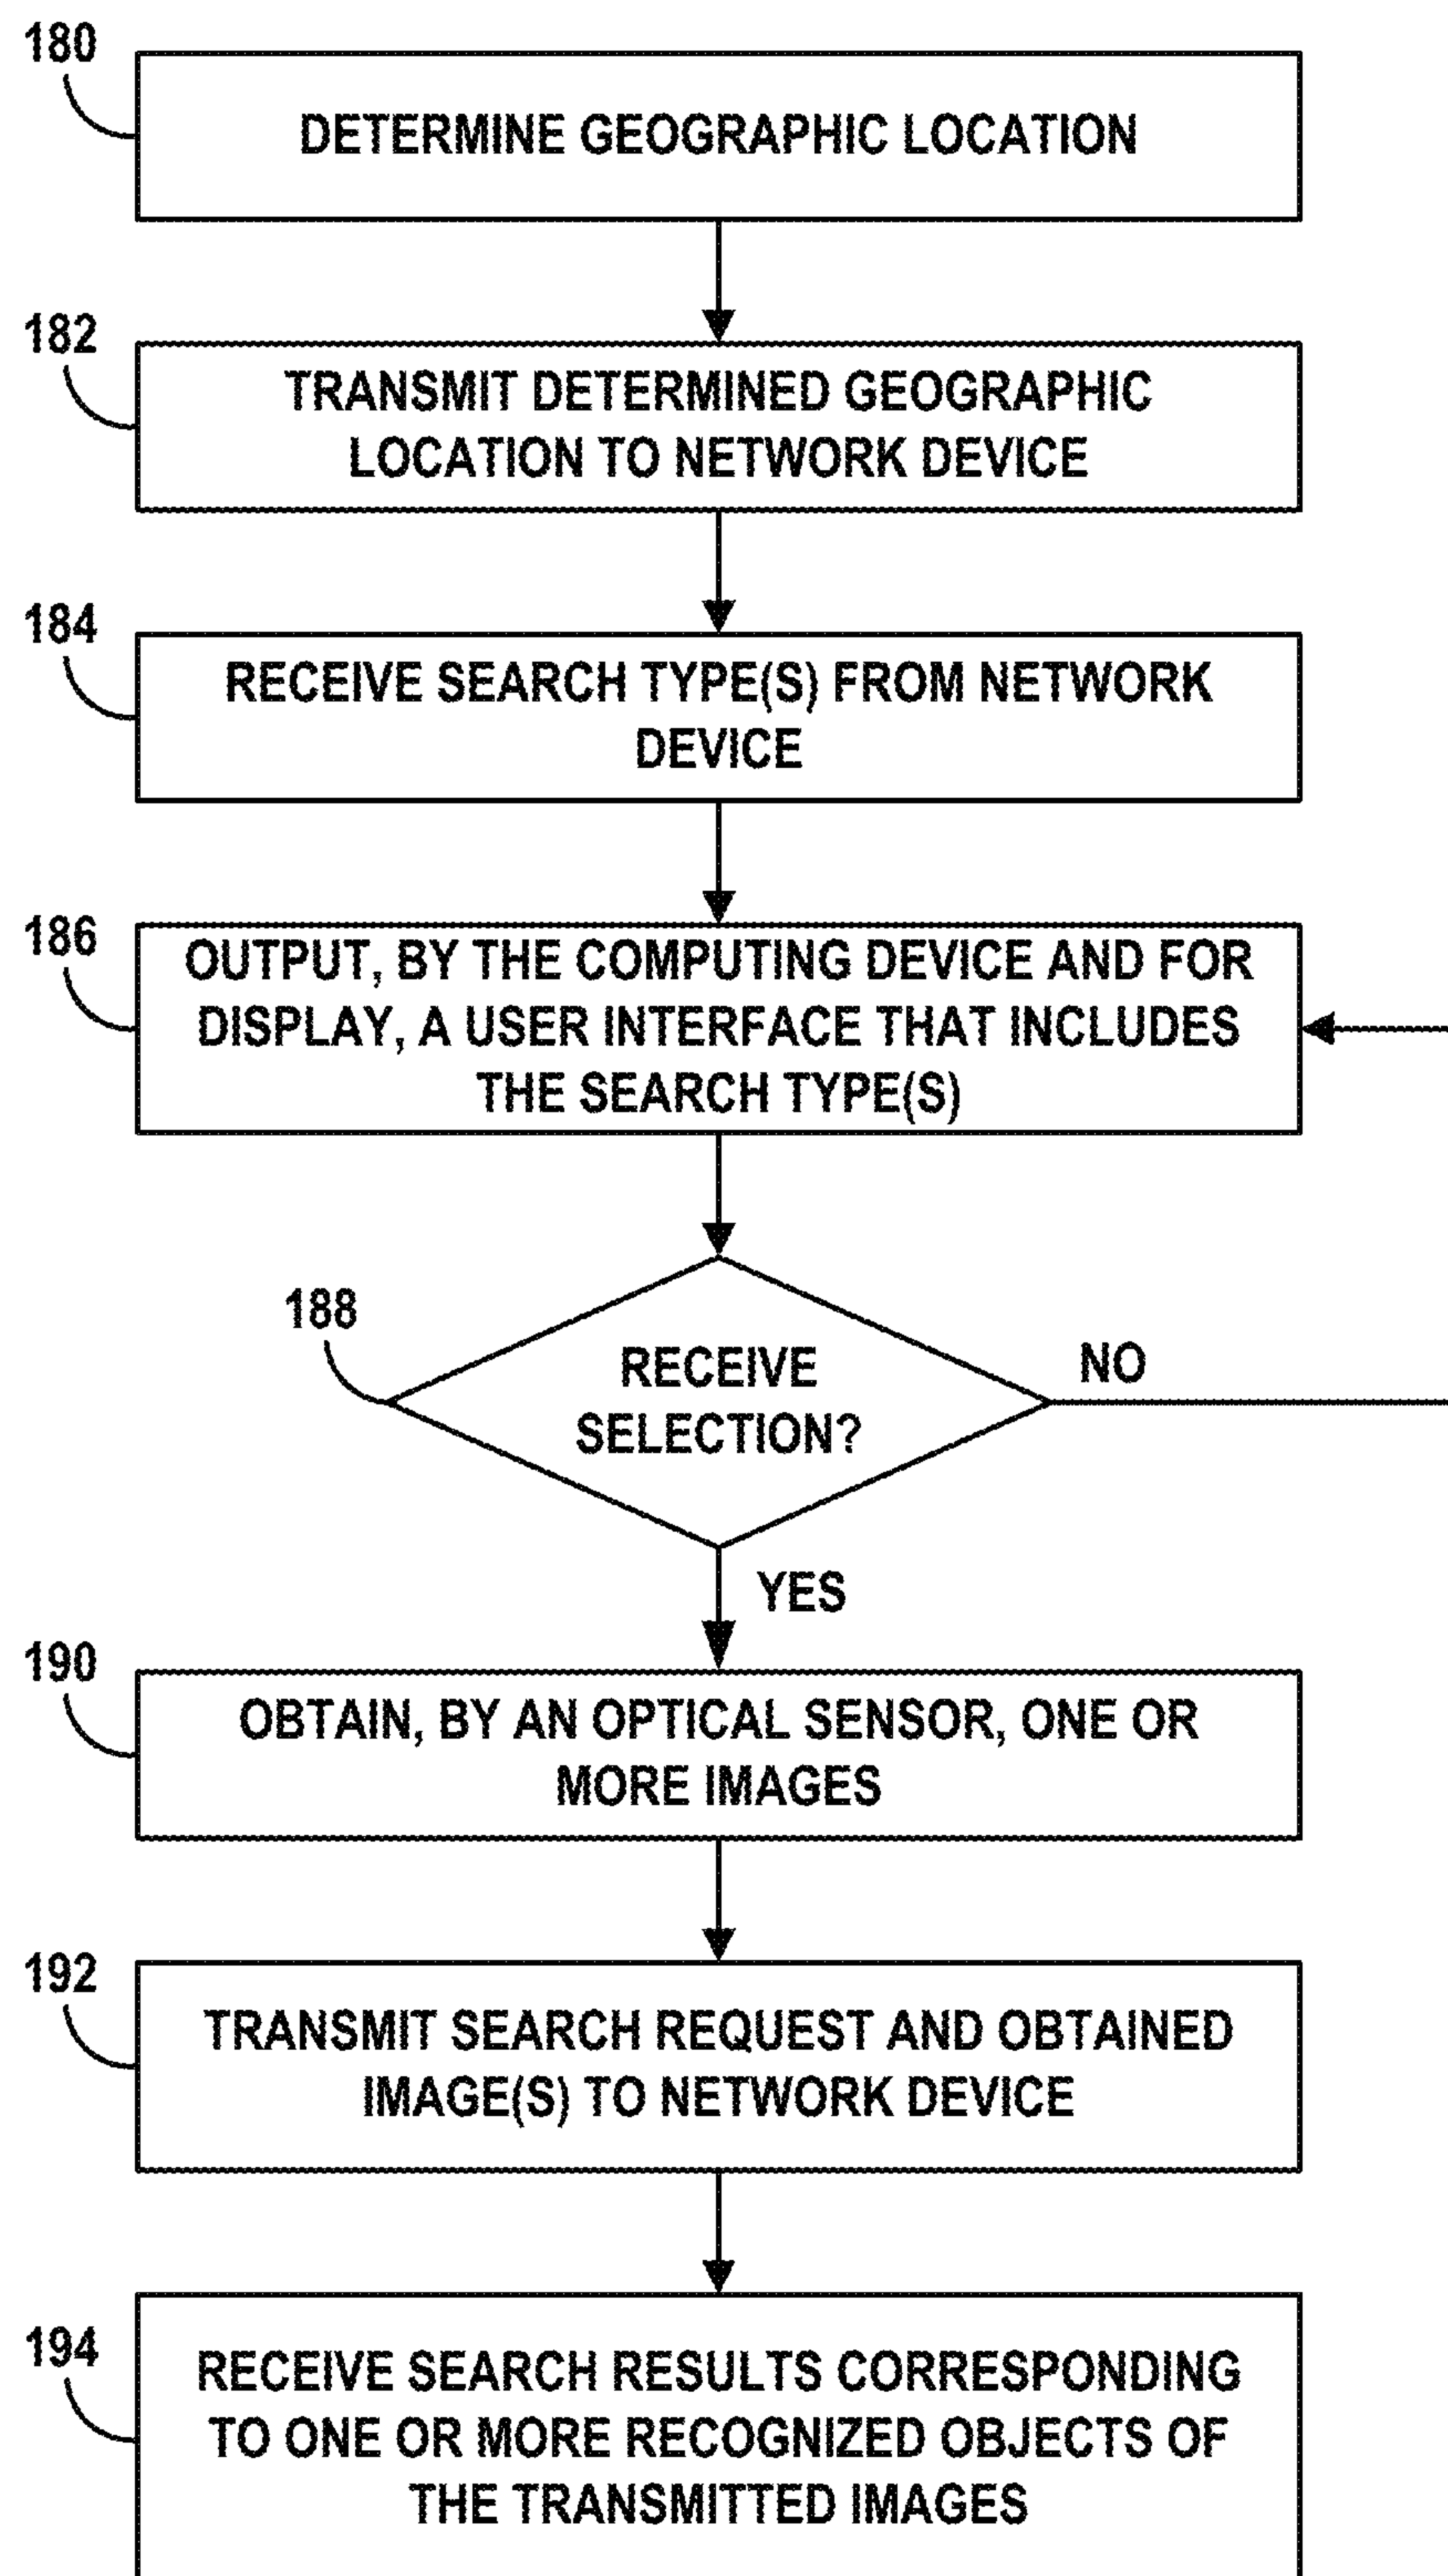 180
DETERMINE GEOGRAPHIC LOCATION
182
TRANSMIT DETERMINED GEOGRAPHIC
LOCATION TO NETWORK DEVICE
184
RECEIVE SEARCH TYPE(S) FROM NETWORK
DEVICE
186
OUTPUT, BY THE COMPUTING DEVICE AND FOR
DISPLAY, A USER INTERFACE THAT INCLUDES
THE SEARCH TYPE(S)
188
RECEIVE
SELECTION?
NO
YES
190
OBTAIN, BY AN OPTICAL SENSOR, ONE OR
MORE IMAGES
192
TRANSMIT SEARCH REQUEST AND OBTAINED
IMAGE(S) TO NETWORK DEVICE
194
RECEIVE SEARCH RESULTS CORRESPONDING
TO ONE OR MORE RECOGNIZED OBJECTS OF
THE TRANSMITTED IMAGES